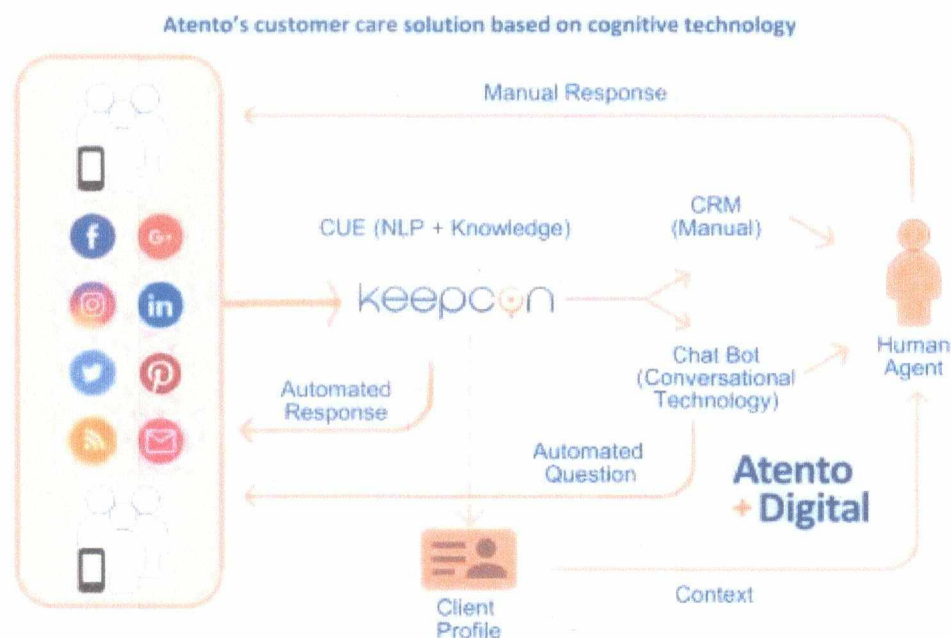 Atento's customer care solution based on cognitive technology
Manual Response
CUE (NLP + Knowledge)
CRM
(Manual)
keepcon
Chat Bot
(Conversational
Technology)
Human
Agent
Automated
Response
Automated
Question
Atento
+Digital
Client
Profile
Context
f
G+
in